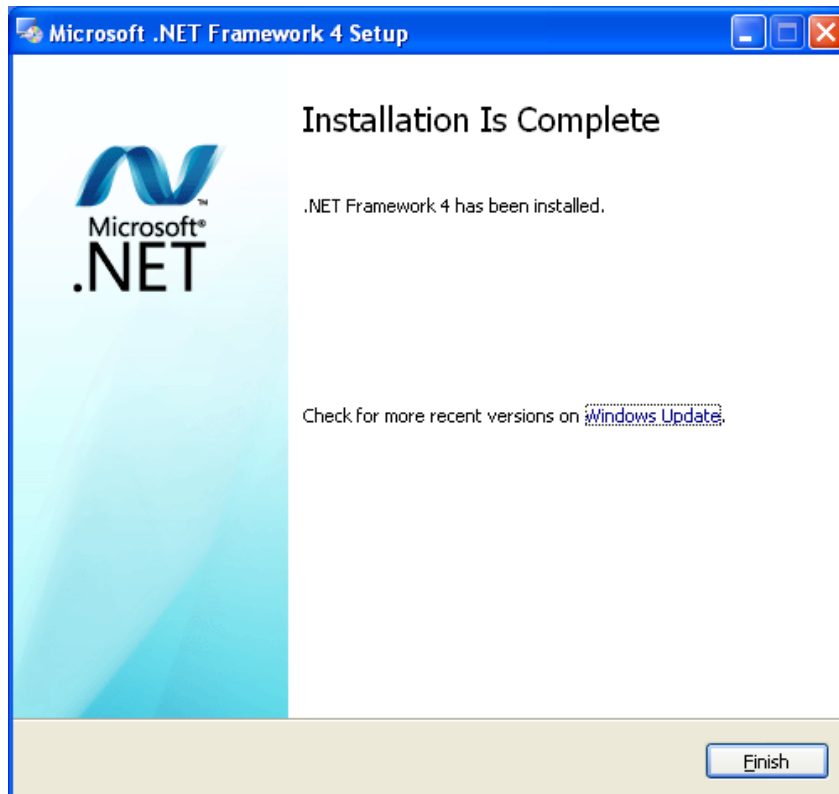 Microsoft .NET Framework 4 Setup
Installation Is Complete
Microsoft®
.NET™
.NET Framework 4 has been installed.
Check for more recent versions on Windows Update.
Finish